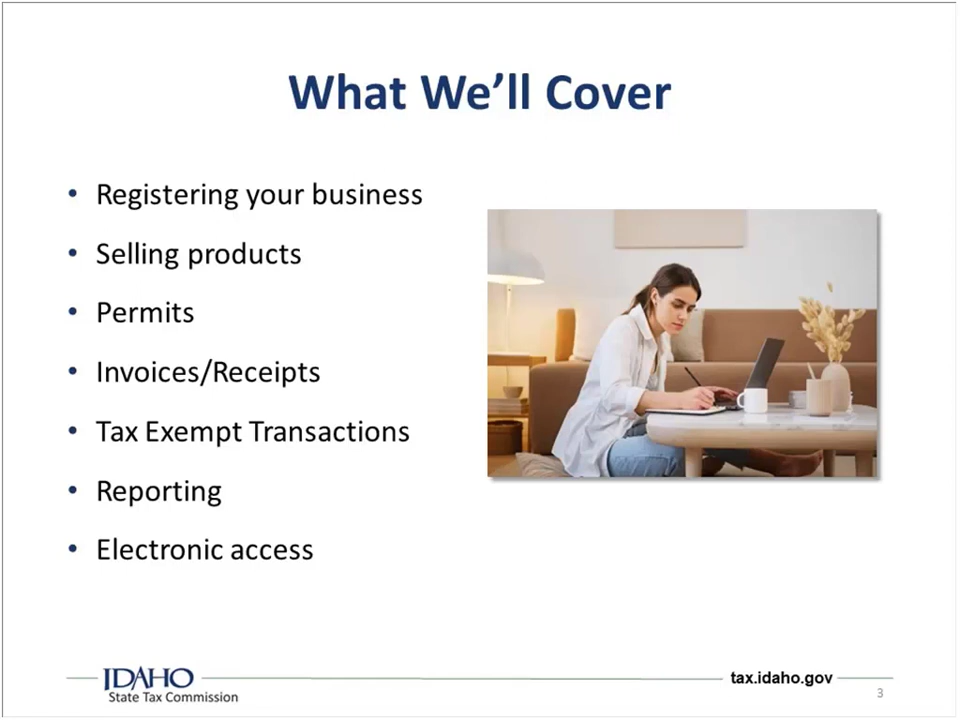 What We’ll Cover
• Registering your business
• Selling products
• Permits
• Invoices/Receipts
• Tax Exempt Transactions
• Reporting
• Electronic access
IDAHO
State Tax Commission
tax.idaho.gov
3